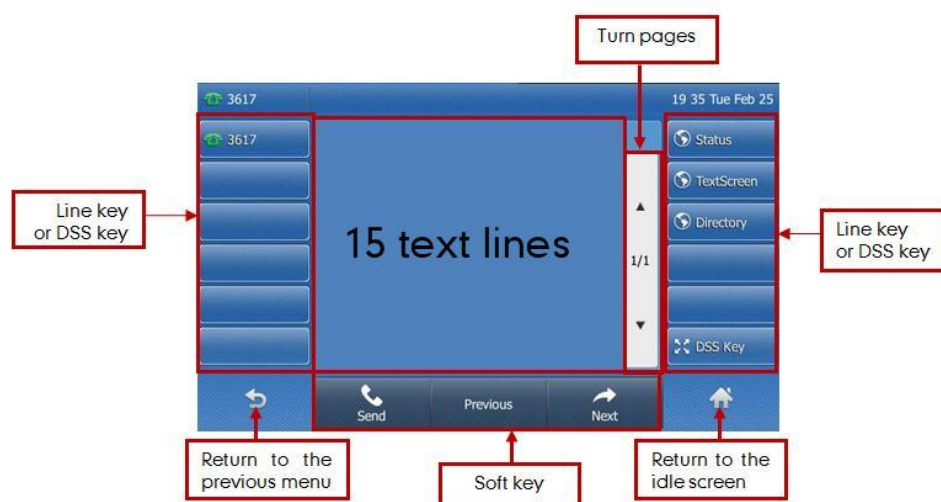 Turn pages
3617
19 35 Tue Feb 25
3617
Status
TextScreen
Directory
DSS Key
Line key
or DSS key
15 text lines
1/1
Line key
or DSS key
Send
Previous
Next
Return to the
previous menu
Soft key
Return to the
idle screen